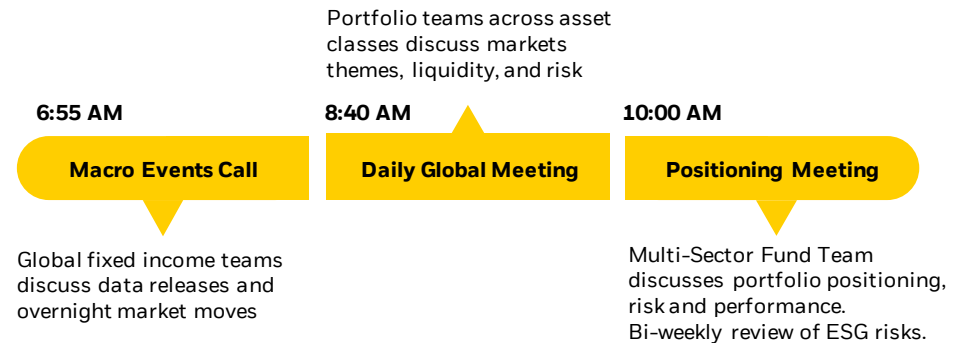 Portfolio teams across asset
classes discuss markets
themes, liquidity, and risk
6:55 AM
8:40 AM
10:00 AM
Macro Events Call
Daily Global Meeting
Positioning Meeting
Global fixed income teams
discuss data releases and
overnight market moves
Multi-Sector Fund Team
discusses portfolio positioning,
risk and performance.
Bi-weekly review of ESG risks.